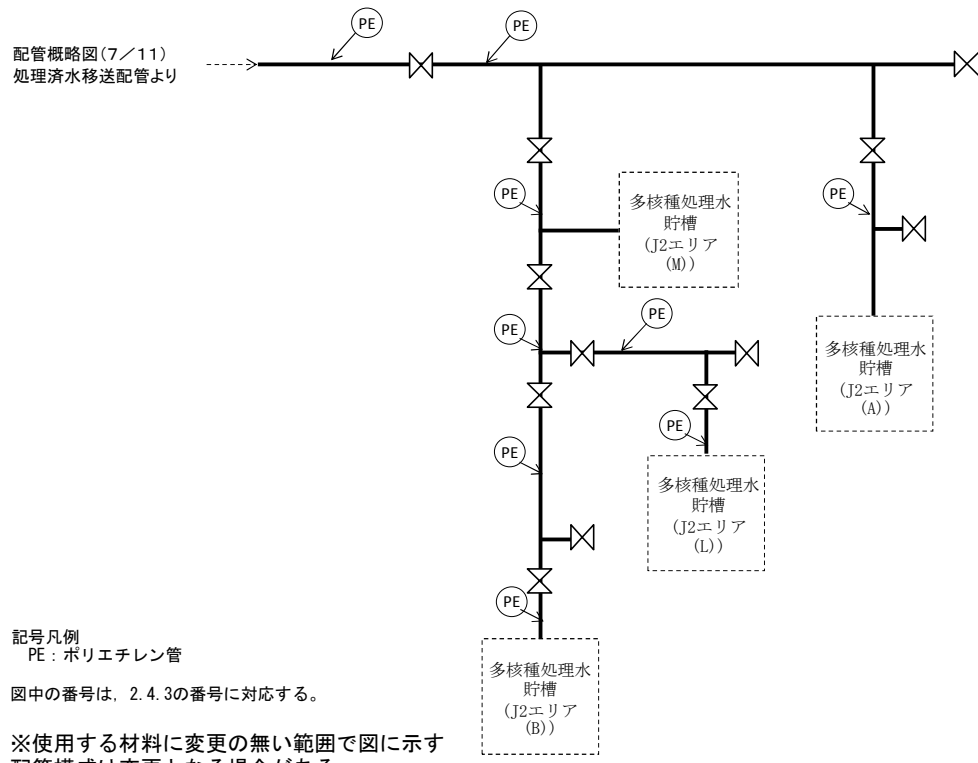 PE
PE
配管概略図(7／11)
処理済水移送配管より
PE
多核種処理水
貯槽
(J2エリア
(M))
PE
PE
PE
多核種処理水
貯槽
(J2エリア
(A))
PE
PE
多核種処理水
貯槽
(J2エリア
(L))
PE
多核種処理水
貯槽
(J2エリア
(B))
記号凡例
PE：ポリエチレン管
図中の番号は，2.4.3の番号に対応する。
※使用する材料に変更の無い範囲で図に示す